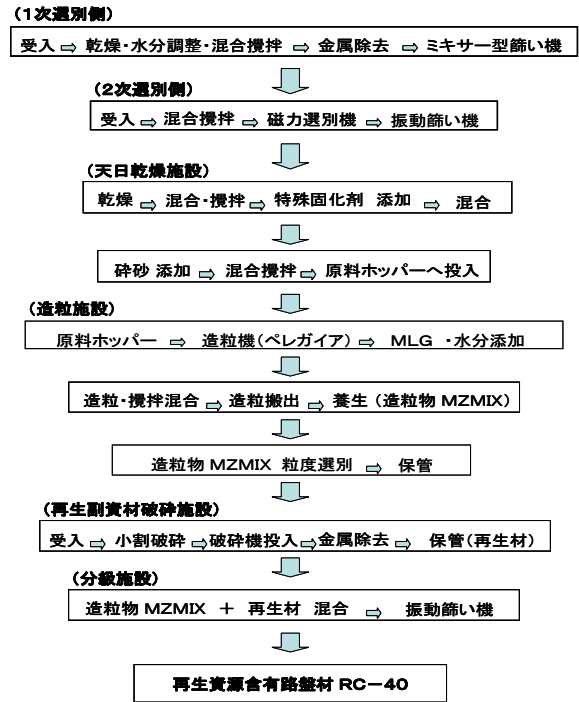 (１次選別側)
受入 ⇨ 乾燥・水分調整・混合攪拌 ⇨ 金属除去 ⇨ ミキサー型篩い機
(２次選別側)
受入 ⇨ 混合攪拌 ⇨ 磁力選別機 ⇨ 振動篩い機
(天日乾燥施設)
乾燥 ⇨ 混合・攪拌 ⇨ 特殊固化剤 添加 ⇨ 混合
砕砂 添加 ⇨ 混合攪拌 ⇨ 原料ホッパーへ投入
(造粒施設)
原料ホッパー ⇨ 造粒機(ペレガイア) ⇨ MLG ・水分添加
造粒・攪拌混合 ⇨ 造粒搬出 ⇨ 養生 (造粒物 MZMIX)
造粒物 MZMIX 粒度選別 ⇨ 保管
(再生副資材破砕施設)
受入 ⇨ 小割破砕 ⇨ 破砕機投入 ⇨ 金属除去 ⇨ 保管(再生材)
(分級施設)
造粒物 MZMIX ＋ 再生材 混合 ⇨ 振動篩い機
再生資源含有路盤材 RC－40